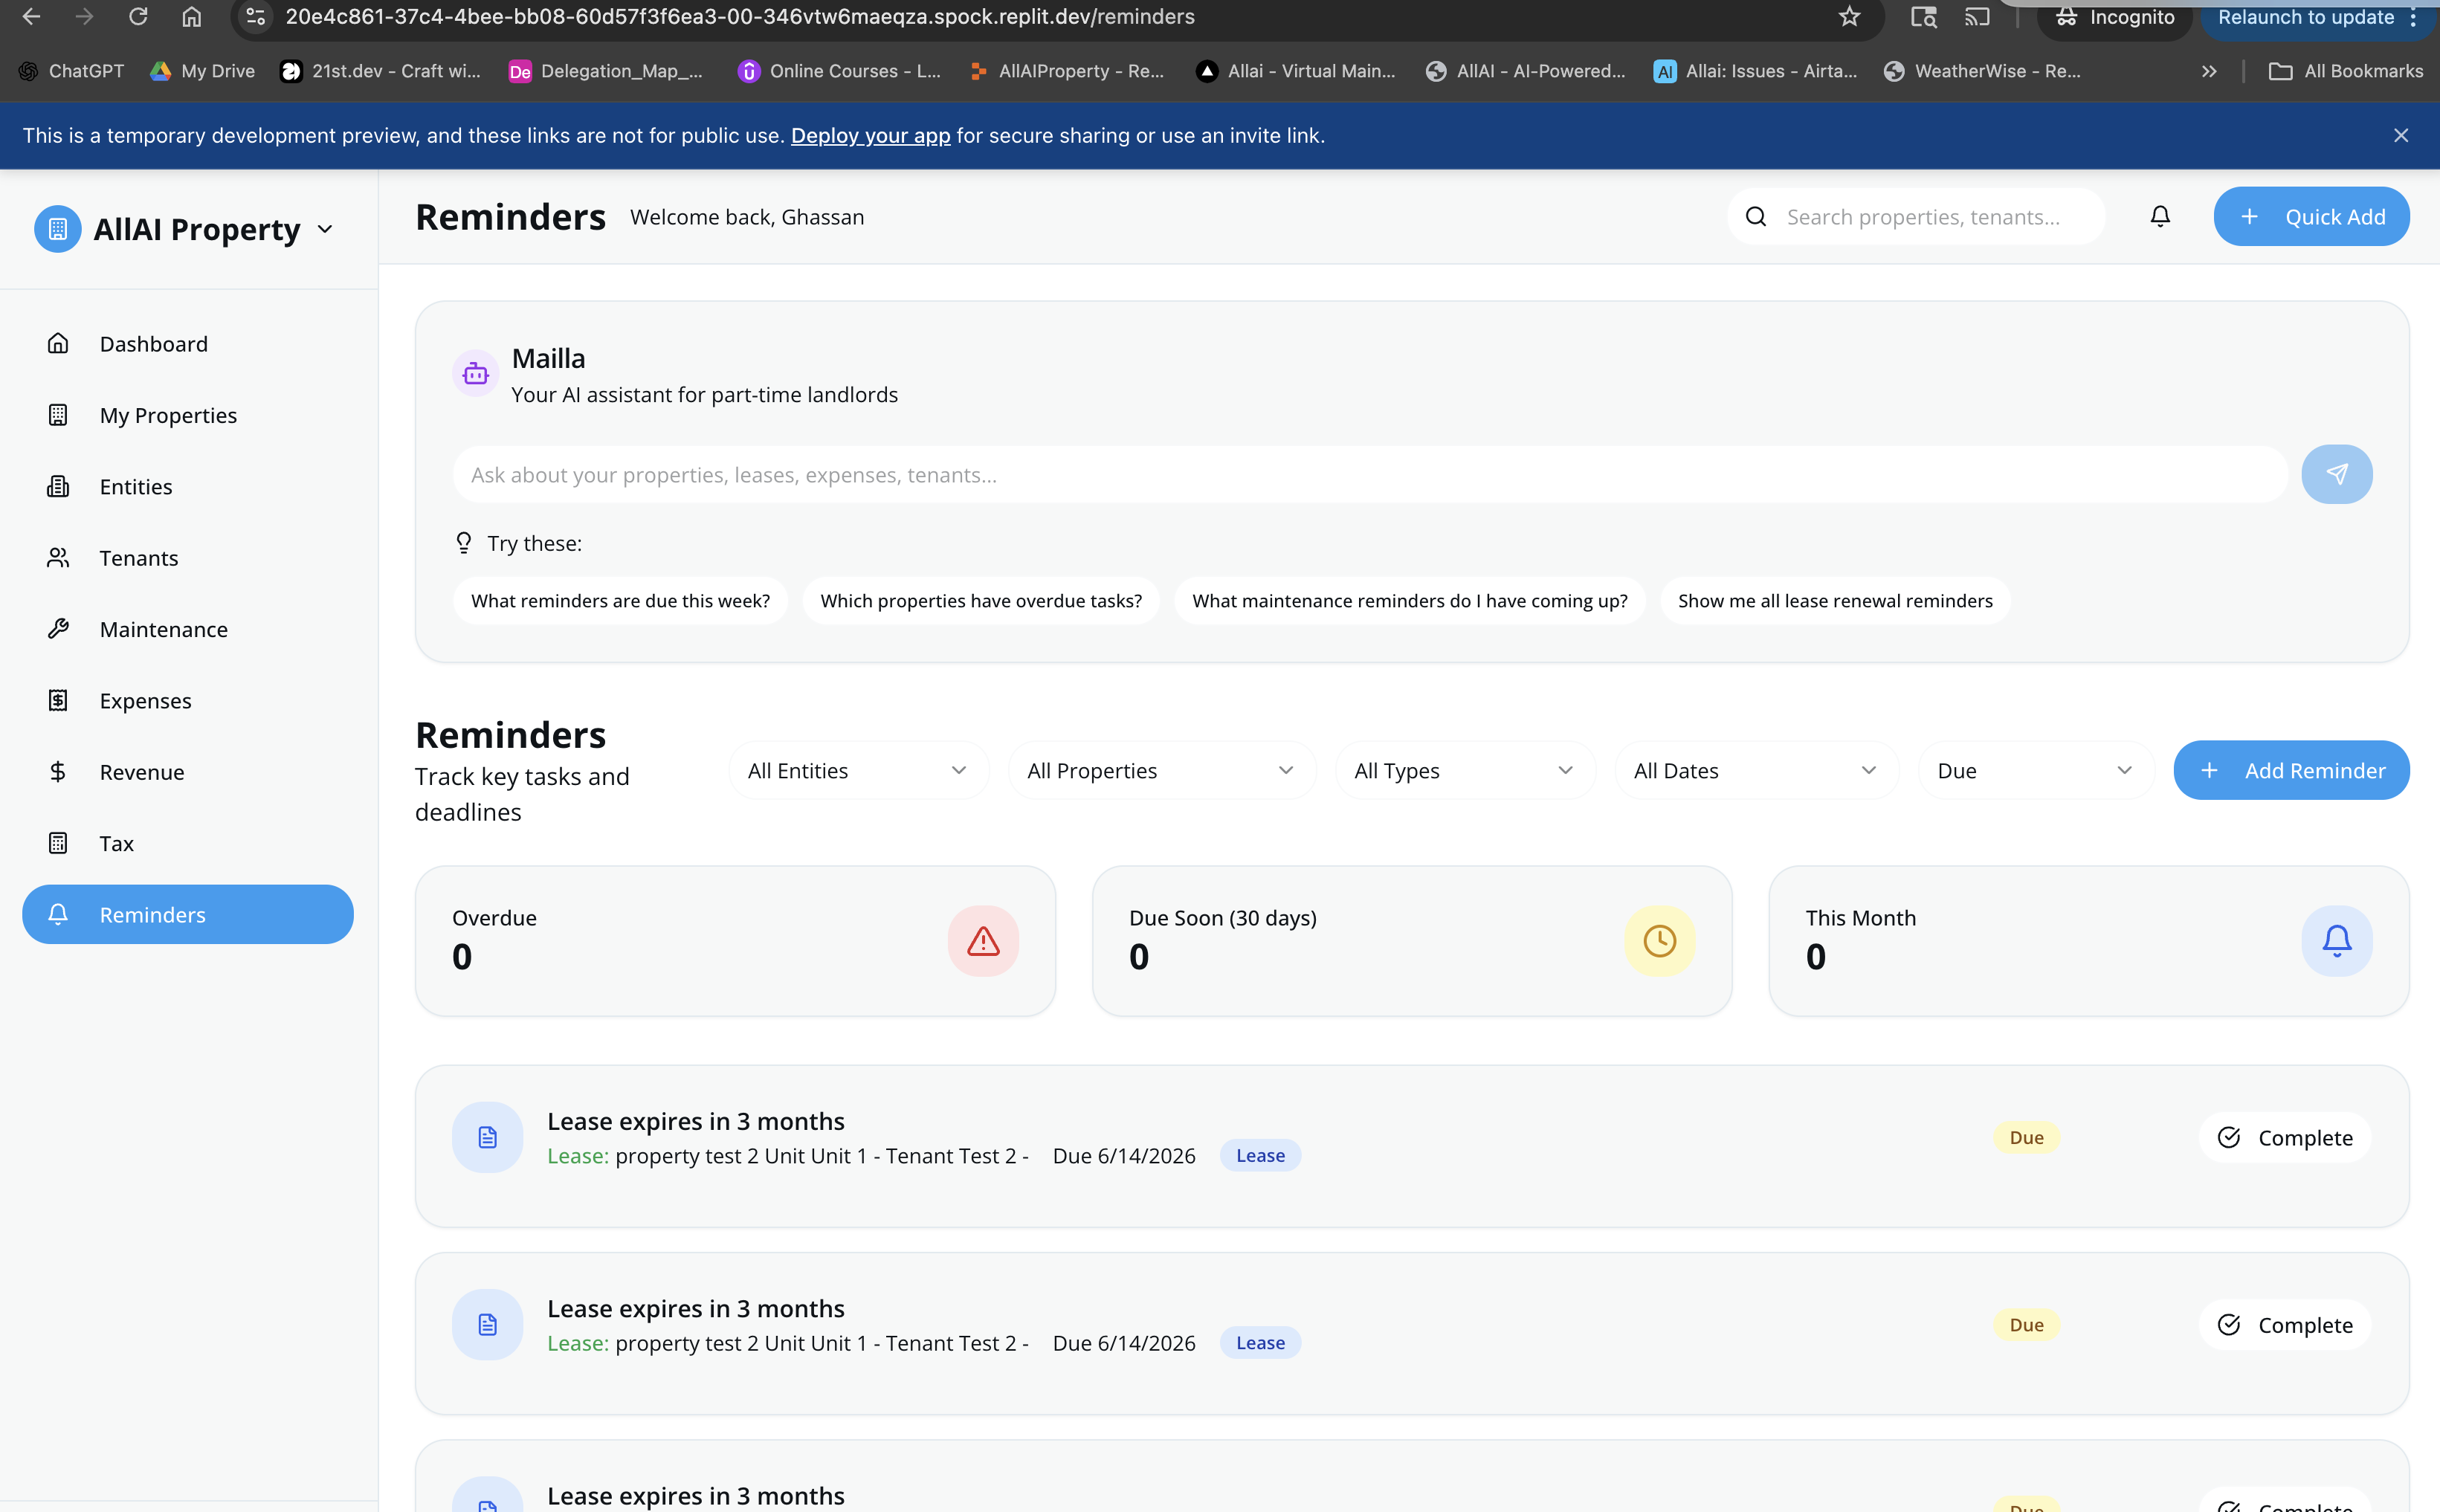 20e4c861-37c4-4bee-bb08-60d57f3f6ea3-00-346vtw6maeqza.spock.replit.dev/reminders
Incognito
Relaunch to update
ChatGPT
My Drive
21st.dev - Craft wi...
De
Delegation_Map_...
Online Courses - L...
AllAIProperty - Re...
Allai - Virtual Main...
AllAI - AI-Powered...
AI
Allai: Issues - Airta...
WeatherWise - Re...
All Bookmarks
This is a temporary development preview, and these links are not for public use. Deploy your app for secure sharing or use an invite link.
AllAI Property
Reminders
Welcome back, Ghassan
Search properties, tenants...
Quick Add
Dashboard
My Properties
Entities
Tenants
Maintenance
Expenses
Revenue
Tax
Reminders
Mailla
Your AI assistant for part-time landlords
Ask about your properties, leases, expenses, tenants...
Try these:
What reminders are due this week?
Which properties have overdue tasks?
What maintenance reminders do I have coming up?
Show me all lease renewal reminders
Reminders
Track key tasks and
deadlines
All Entities
All Properties
All Types
All Dates
Due
Add Reminder
Overdue
0
Due Soon (30 days)
0
This Month
0
Lease expires in 3 months
Lease: property test 2 Unit Unit 1 - Tenant Test 2 -
Due 6/14/2026
Lease
Due
Complete
Lease expires in 3 months
Lease: property test 2 Unit Unit 1 - Tenant Test 2 -
Due 6/14/2026
Lease
Due
Complete
Lease expires in 3 months
Due
Complete